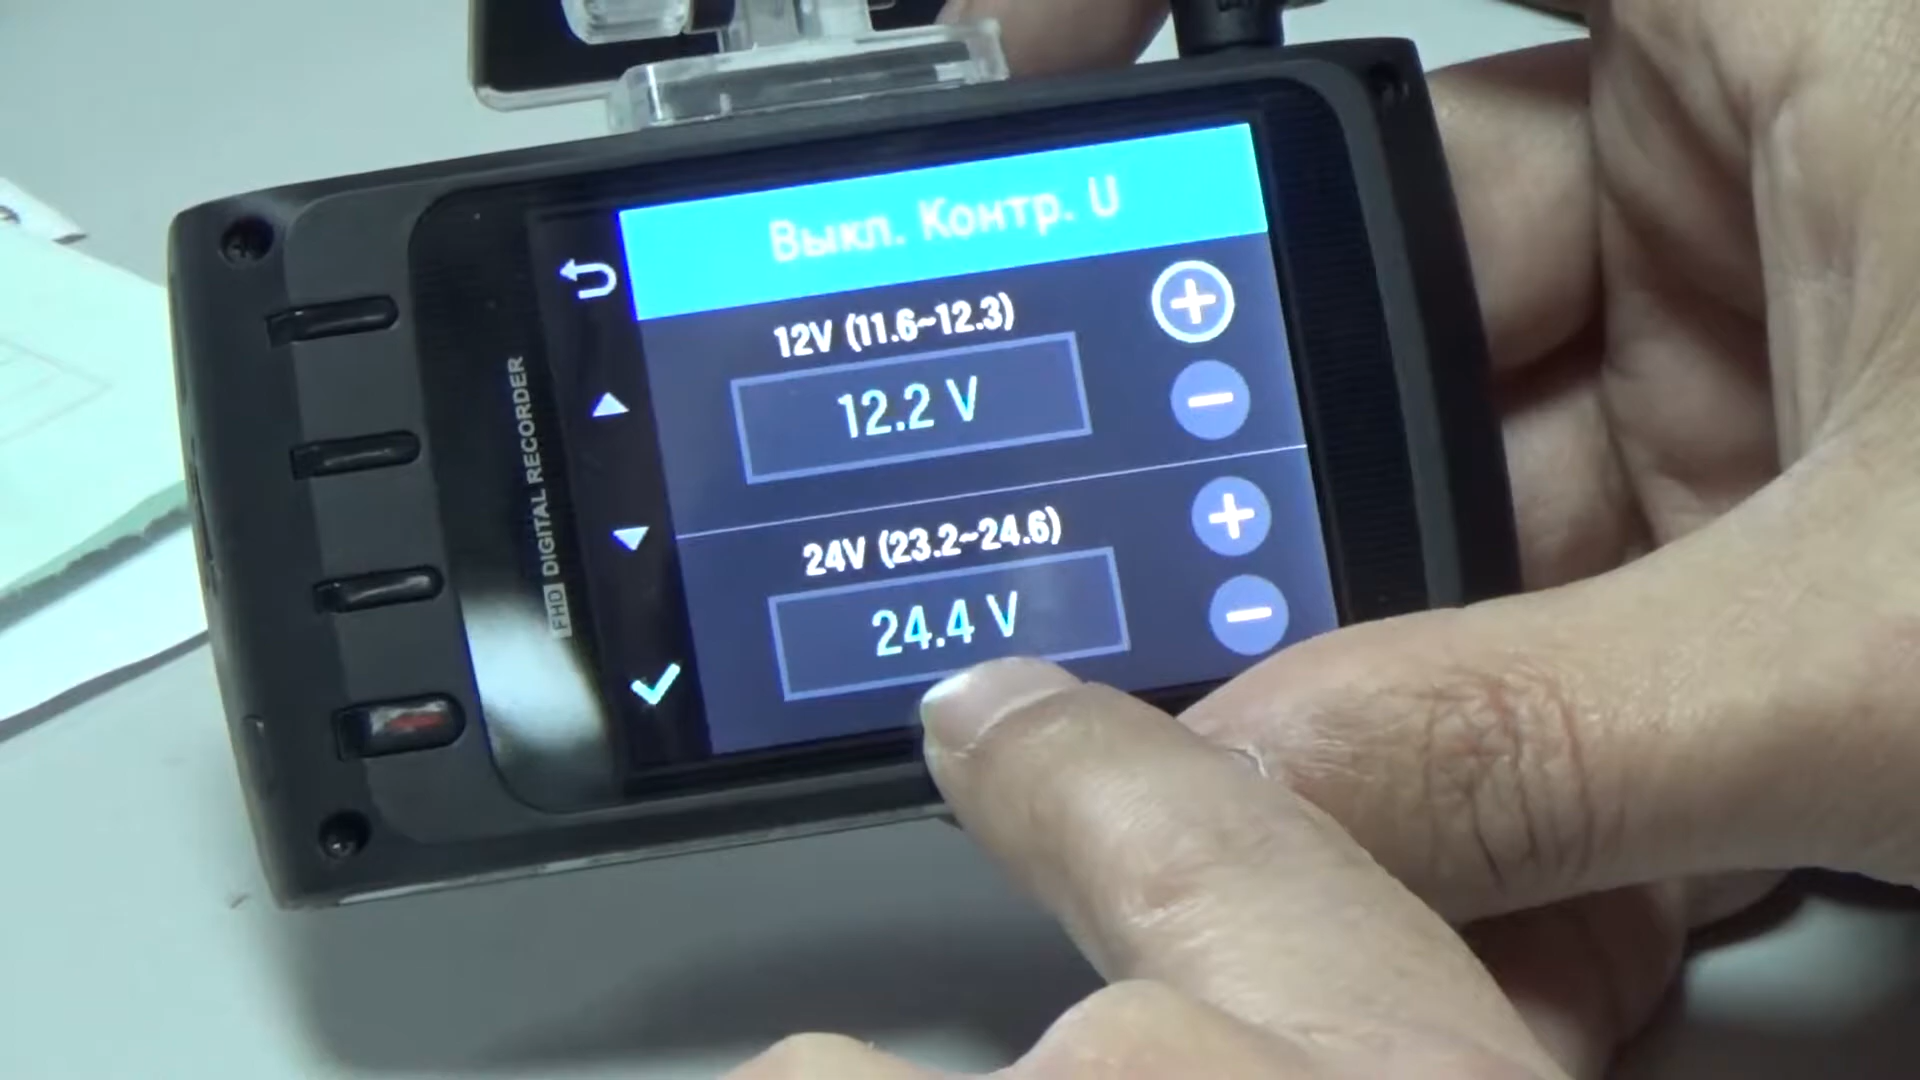 Выкл. Контр. U
12V (11.6~12.3)
12.2 V
24V (23.2~24.6)
24.4 V
FHD DIGITAL RECORDER